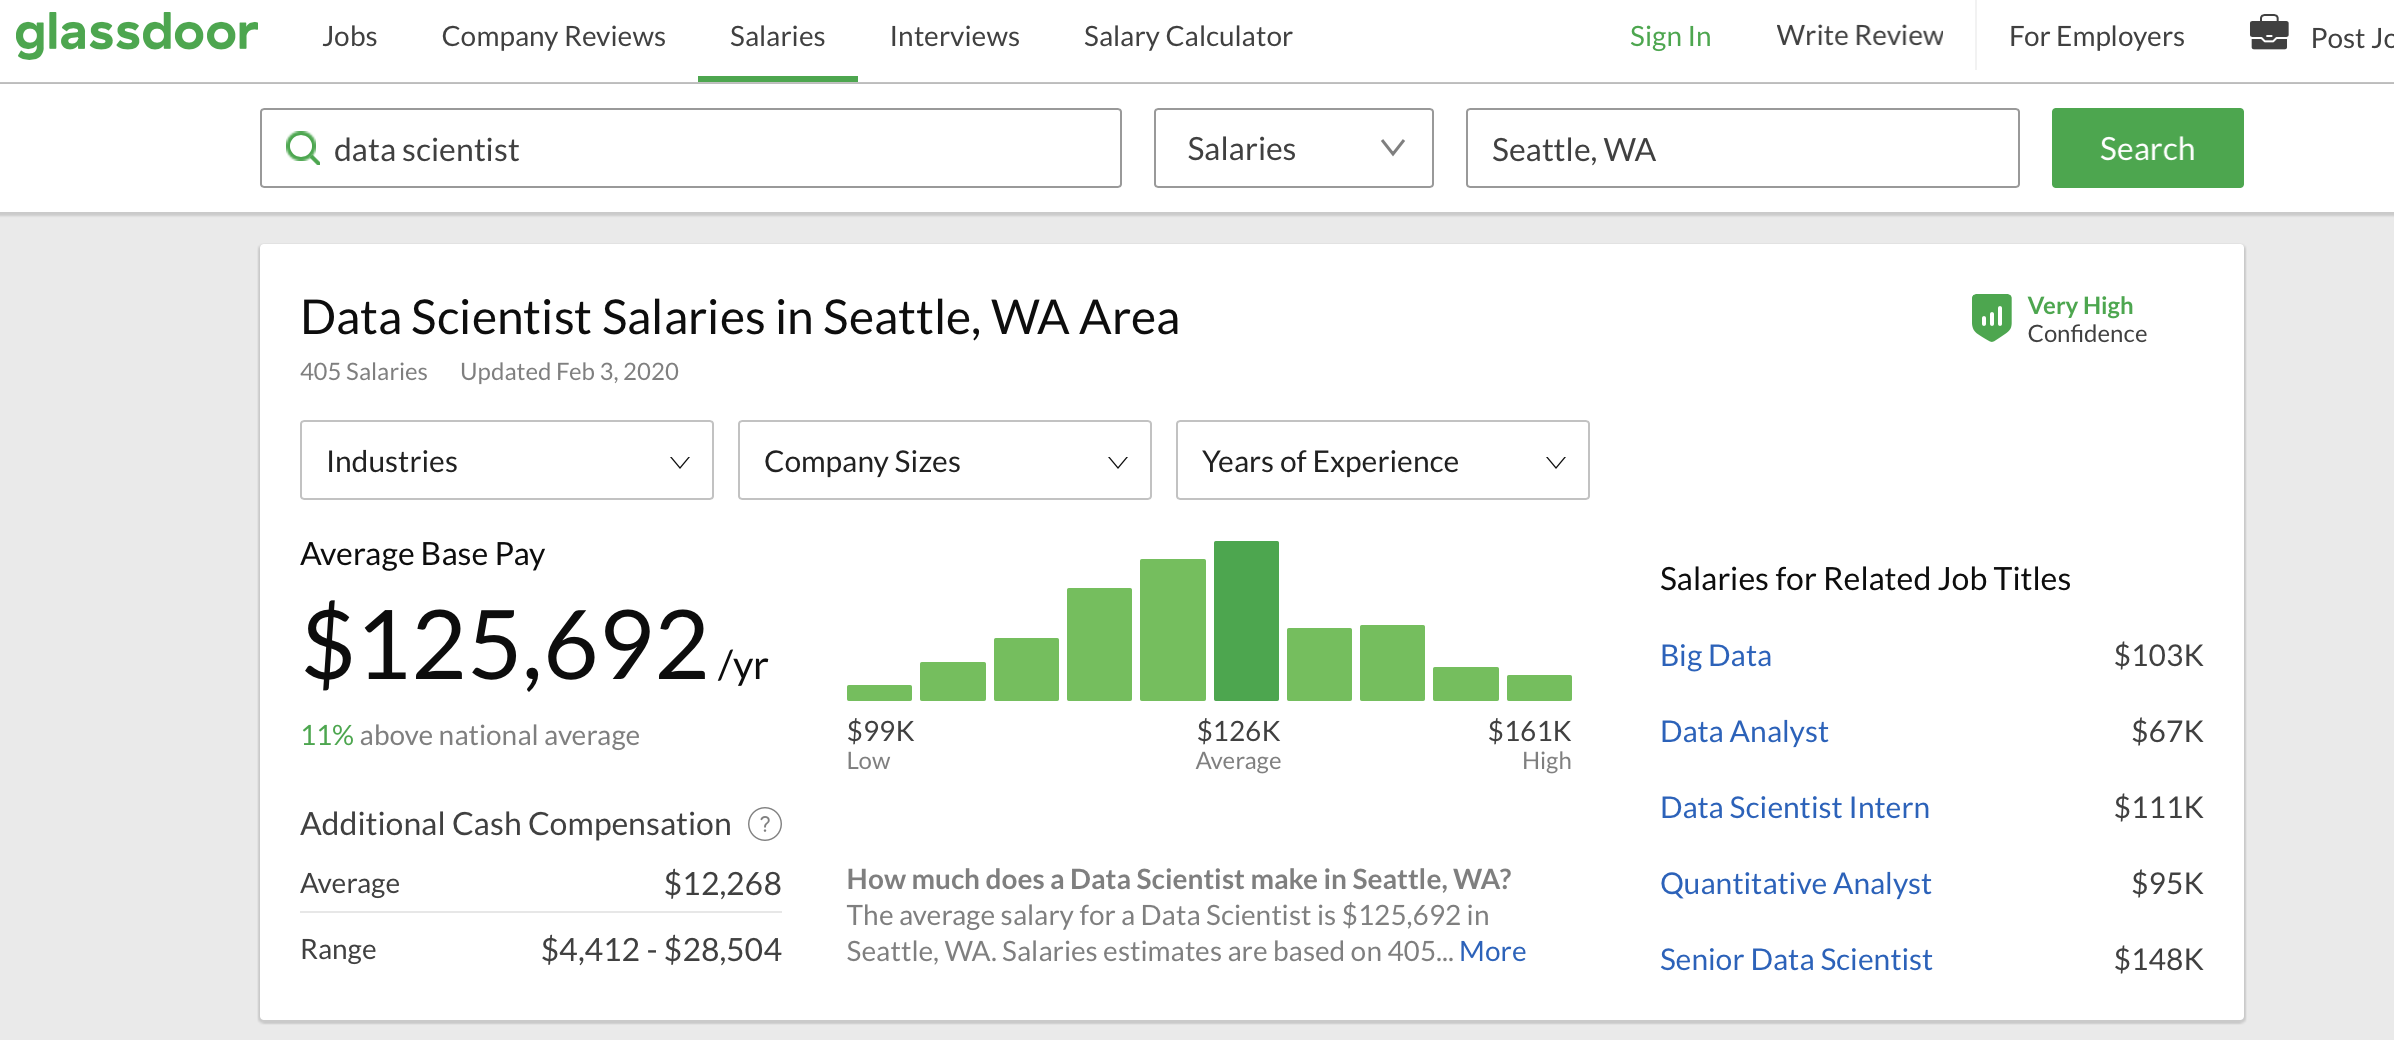 glassdoor Jobs Company Reviews Salaries Interviews Salary Calculator Sign In Write Review For Employers Post Jo
data scientist Salaries Seattle, WA Search
Data Scientist Salaries in Seattle, WA Area
Very High
Confidence
405 Salaries Updated Feb 3, 2020
Industries Company Sizes Years of Experience
Average Base Pay
$125,692 /yr
11% above national average
Additional Cash Compensation ?
Average $12,268
Range $4,412 - $28,504
$99K $126K $161K
Low Average High
How much does a Data Scientist make in Seattle, WA?
The average salary for a Data Scientist is $125,692 in
Seattle, WA. Salaries estimates are based on 405... More
Salaries for Related Job Titles
Big Data $103K
Data Analyst $67K
Data Scientist Intern $111K
Quantitative Analyst $95K
Senior Data Scientist $148K